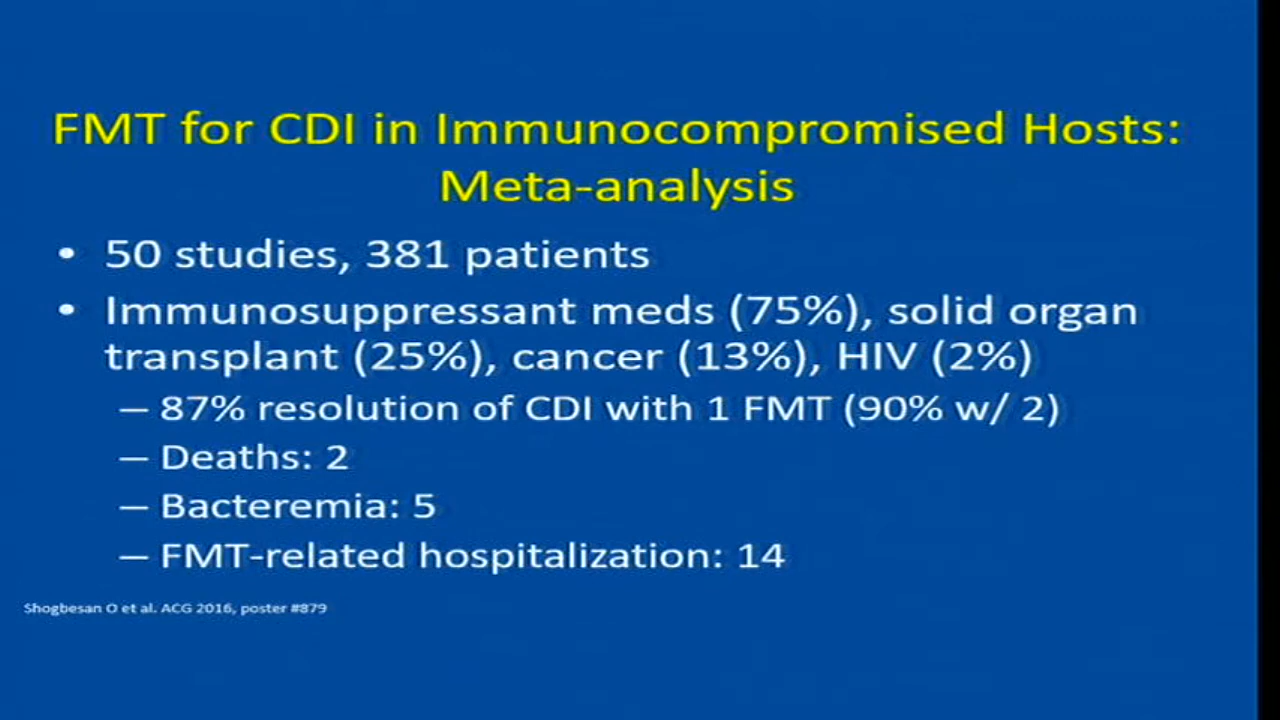 FMT for CDI in Immunocompromised Hosts:
Meta-analysis
• 50 studies, 381 patients
• Immunosuppressant meds (75%), solid organ
transplant (25%), cancer (13%), HIV (2%)
– 87% resolution of CDI with 1 FMT (90% w/ 2)
– Deaths: 2
– Bacteremia: 5
– FMT-related hospitalization: 14
Shogbesan O et al. ACG 2016, poster #879